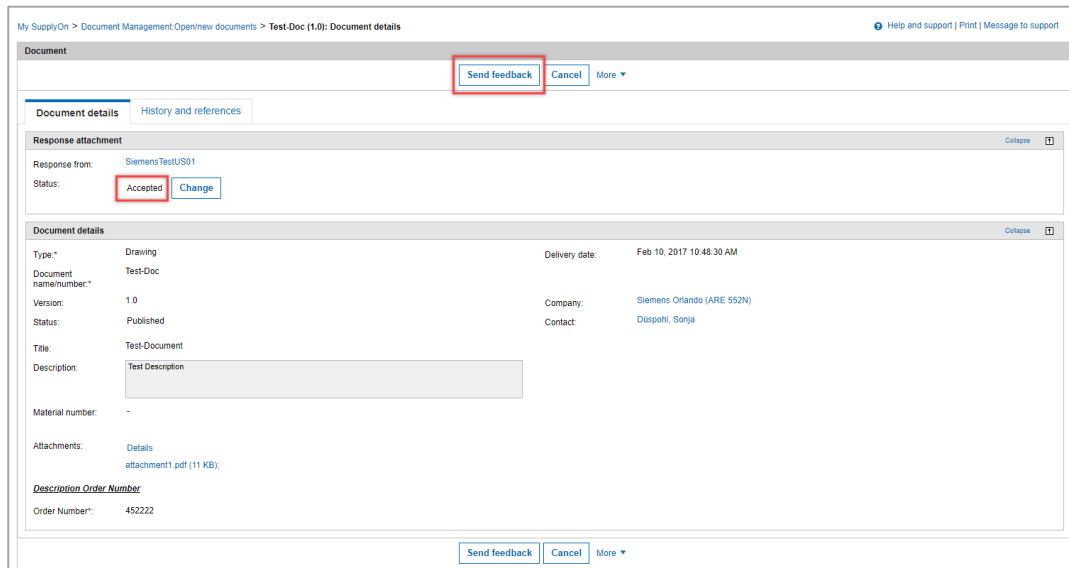 My SupplyOn > Document Management:Open/new documents > Test-Doc (1.0): Document details
Help and support | Print | Message to support
Document
Send feedback Cancel More
Document details History and references
Response attachment Collapse
Response from: SiemensTestUS01
Status: Accepted Change
Document details Collapse
Type:* Drawing Delivery date: Feb 10, 2017 10:48:30 AM
Document
name/number:* Test-Doc
Version: 1.0 Company: Siemens Orlando (ARE 552N)
Status: Published Contact: Düspohl, Sonja
Title: Test-Document
Description: Test Description
Material number: -
Attachments: Details
attachment1.pdf (11 KB);
Description Order Number
Order Number*: 452222
Send feedback Cancel More